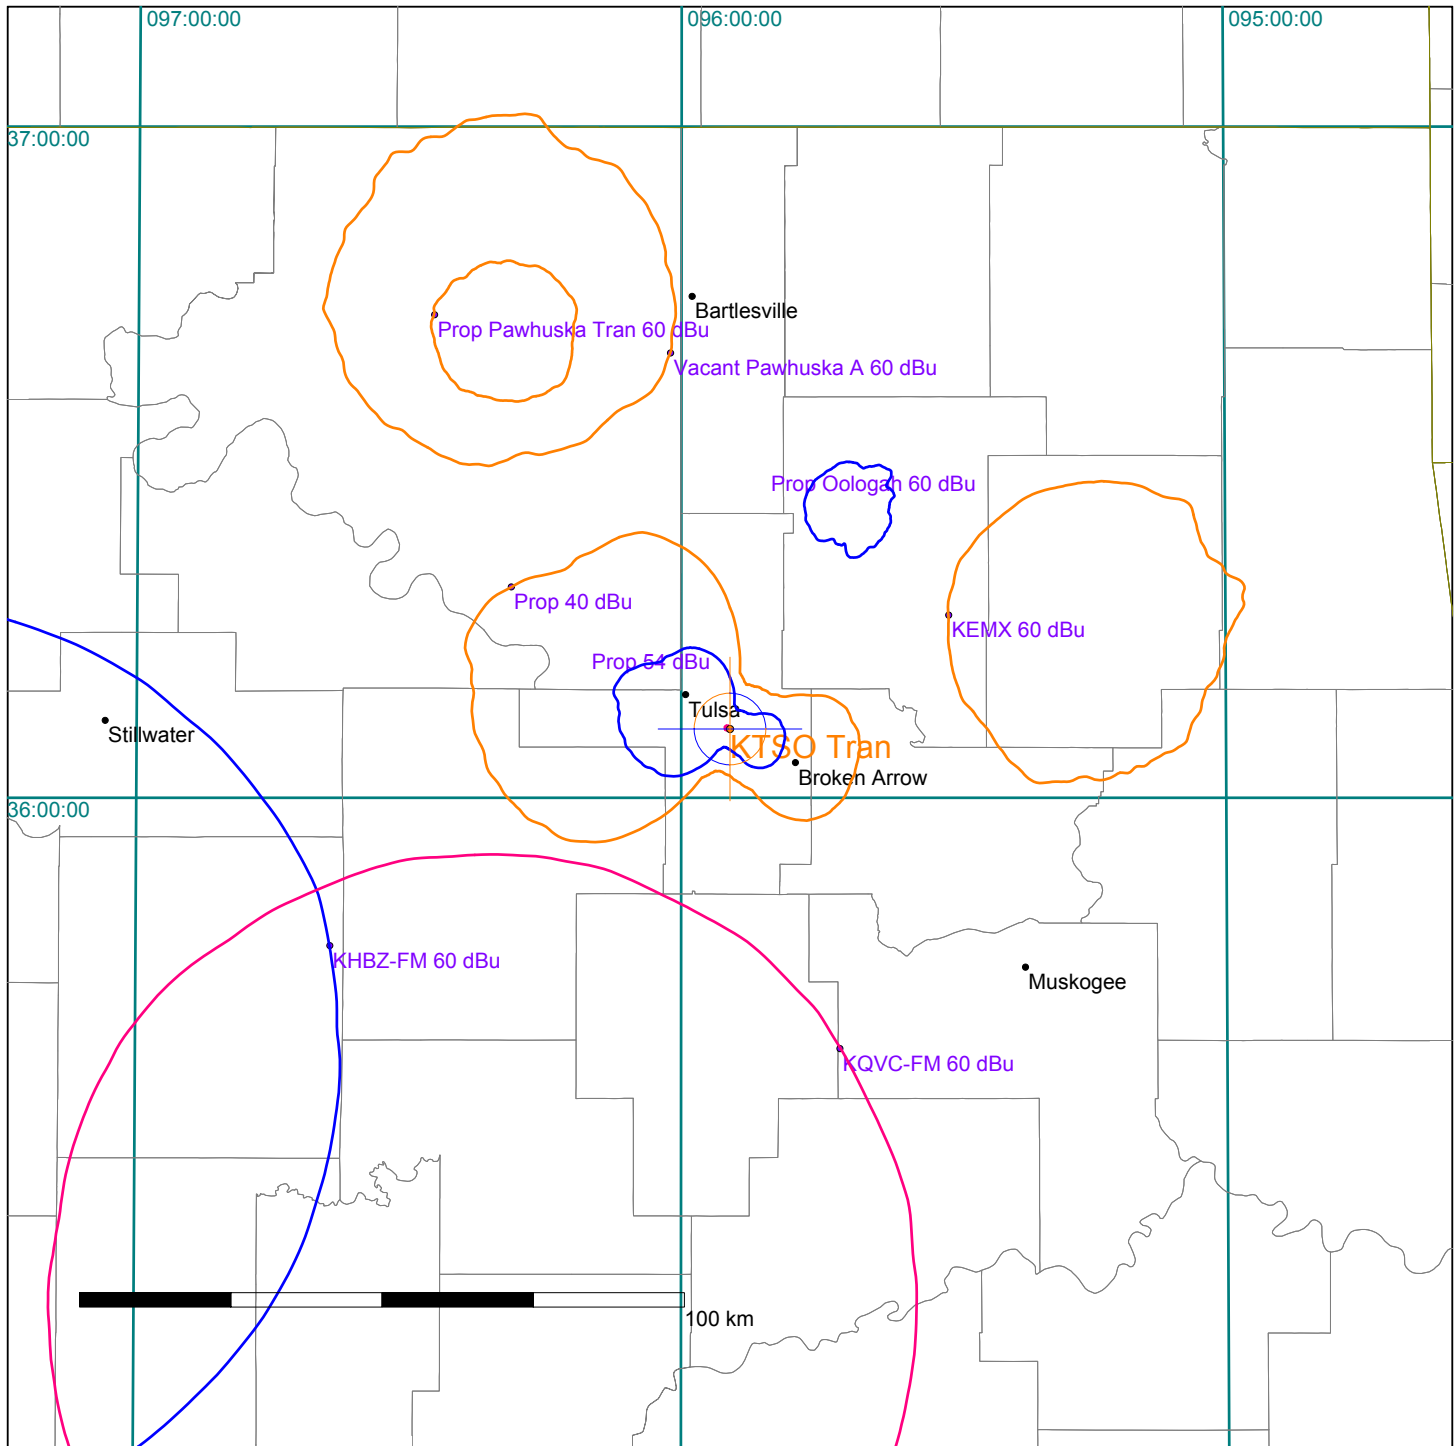 097:00:00
096:00:00
095:00:00
37:00:00
Bartlesville
Prop Pawhuska Tran 60 dBu
Vacant Pawhuska A 60 dBu
Prop Oologah 60 dBu
Prop 40 dBu
KEMX 60 dBu
Prop 54 dBu
Tulsa
Stillwater
KTSO Tran
Broken Arrow
36:00:00
KHBZ-FM 60 dBu
Muskogee
KQVC-FM 60 dBu
100 km